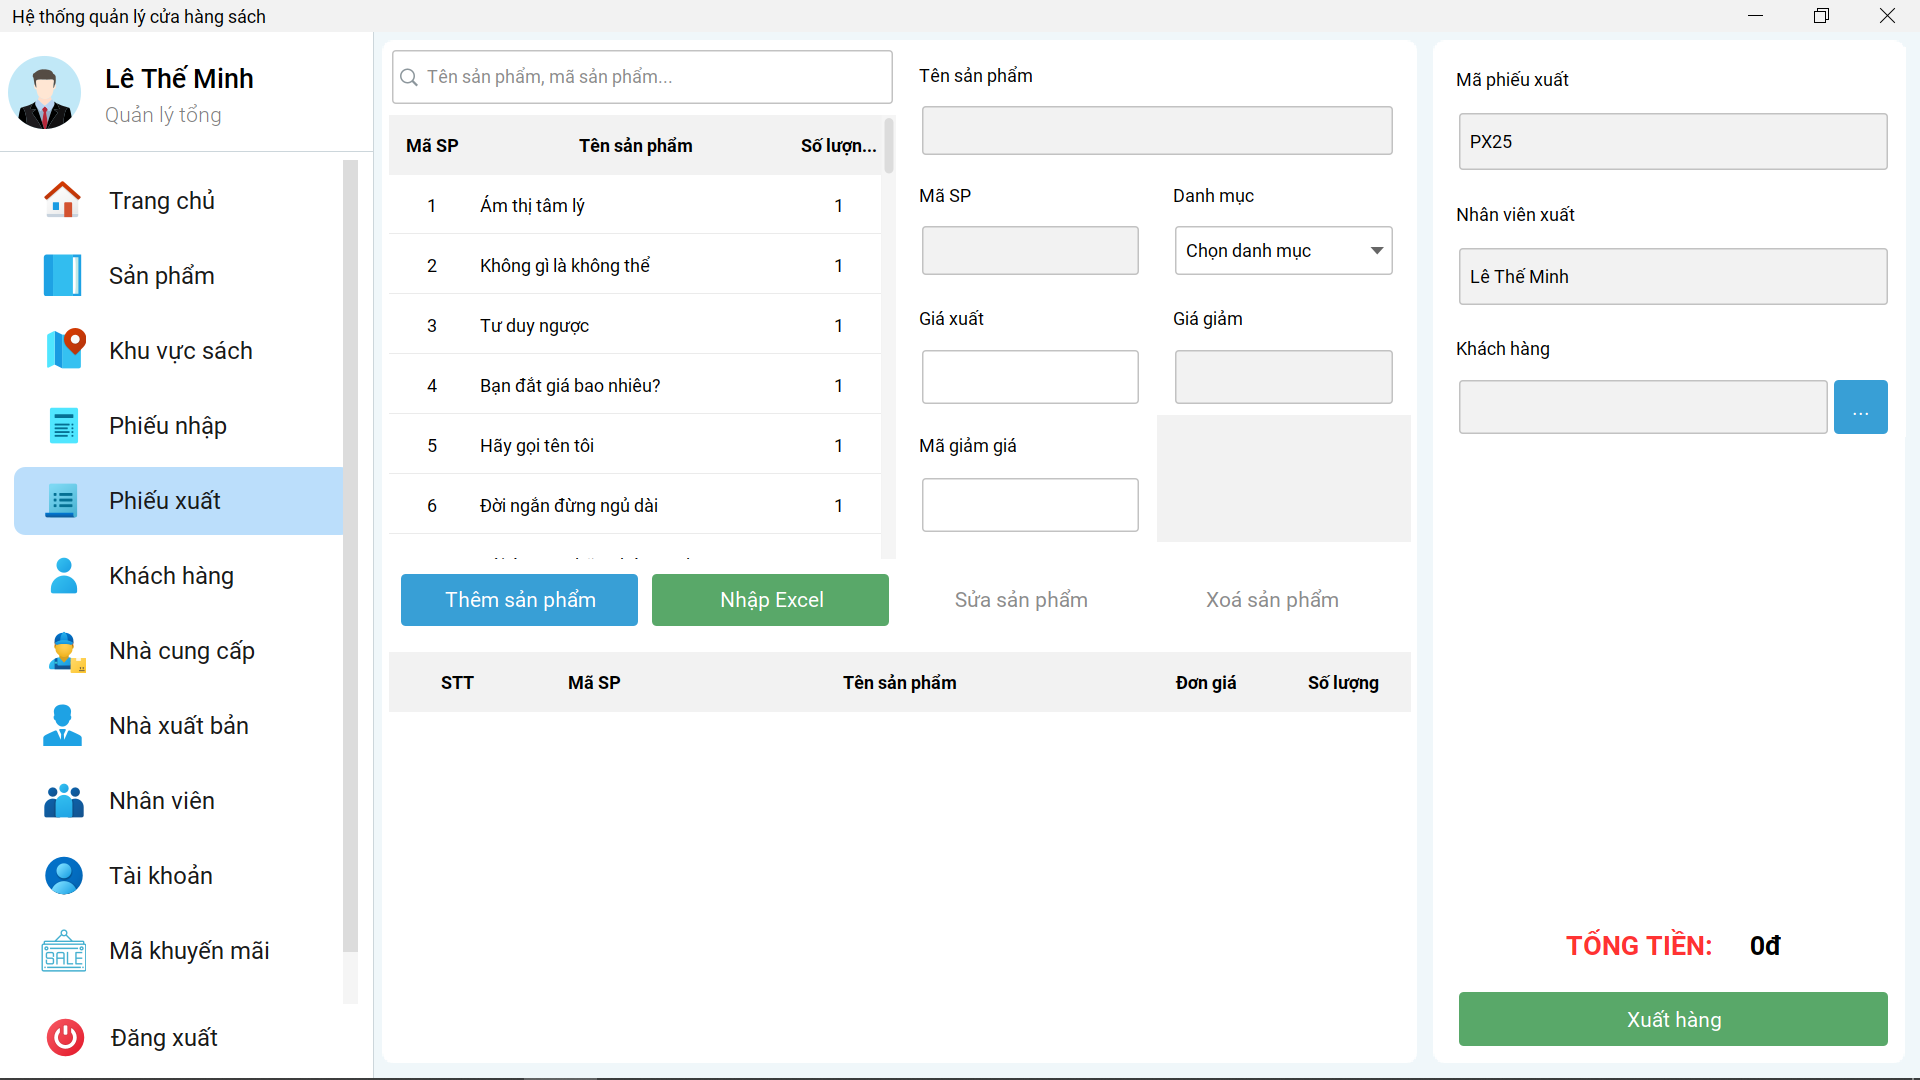 Hệ thống quản lý cửa hàng sách
Lê Thế Minh
Quản lý tổng
Trang chủ
Sản phẩm
Khu vực sách
Phiếu nhập
Phiếu xuất
Khách hàng
Nhà cung cấp
Nhà xuất bản
Nhân viên
Tài khoản
SALE
Mã khuyến mãi
Đăng xuất
Tên sản phẩm, mã sản phẩm...
Mã SP Tên sản phẩm Số lượn...
1 Ám thị tâm lý 1
2 Không gì là không thể 1
3 Tư duy ngược 1
4 Bạn đắt giá bao nhiêu? 1
5 Hãy gọi tên tôi 1
6 Đời ngắn đừng ngủ dài 1
Tên sản phẩm
Mã SP Danh mục
Chọn danh mục
Giá xuất Giá giảm
Mã giảm giá
Thêm sản phẩm Nhập Excel Sửa sản phẩm Xoá sản phẩm
STT Mã SP Tên sản phẩm Đơn giá Số lượng
Mã phiếu xuất
PX25
Nhân viên xuất
Lê Thế Minh
Khách hàng
...
TỔNG TIỀN: 0đ
Xuất hàng